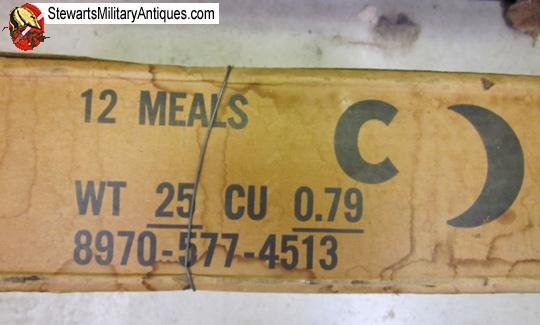 StewartsMilitaryAntiques.com
12 MEALS
C
WT 25 CU 0.79
8970-577-4513